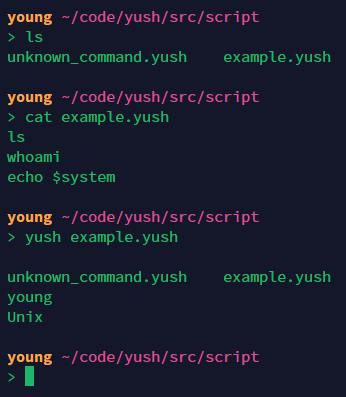 young ~/code/yush/src/script
> ls
unknown_command.yush    example.yush
young ~/code/yush/src/script
> cat example.yush
ls
whoami
echo $system
young ~/code/yush/src/script
> yush example.yush
unknown_command.yush    example.yush
young
Unix
young ~/code/yush/src/script
>